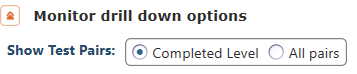 Monitor drill down options
Show Test Pairs: Completed Level All pairs